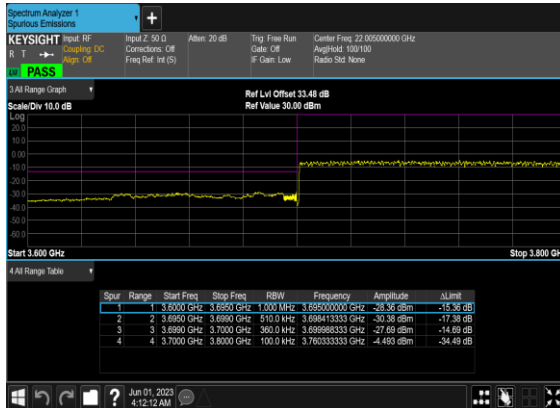 Spectrum Analyzer 1
Spurious Emissions
KEYSIGHT Input: RF Input Z: 50 Ω Atten: 20 dB Trig: Free Run Center Freq: 22.005000000 GHz
R T Coupling: DC Corrections: Off Gate: Off Avg|Hold: 100/100
Align: Off Freq Ref: Int (S) IF Gain: Low Radio Std: None
PASS
3 All Range Graph
Ref Lvl Offset 33.48 dB
Scale/Div 10.0 dB Ref Value 30.00 dBm
Log
20.0
10.0
0.00
-10.0
-20.0
-30.0
-40.0
-50.0
-60.0
Start 3.600 GHz Stop 3.800 GH
4 All Range Table
Spur Range Start Freq Stop Freq RBW Frequency Amplitude ΔLimit
1 1 3.6000 GHz 3.6950 GHz 1.000 MHz 3.695000000 GHz -28.36 dBm -15.36 dB
2 2 3.6950 GHz 3.6990 GHz 510.0 kHz 3.698413333 GHz -30.38 dBm -17.38 dB
3 3 3.6990 GHz 3.7000 GHz 360.0 kHz 3.699988333 GHz -27.69 dBm -14.69 dB
4 4 3.7000 GHz 3.8000 GHz 100.0 kHz 3.760333333 GHz -4.493 dBm -34.49 dB
? Jun 01, 2023
4:12:12 AM